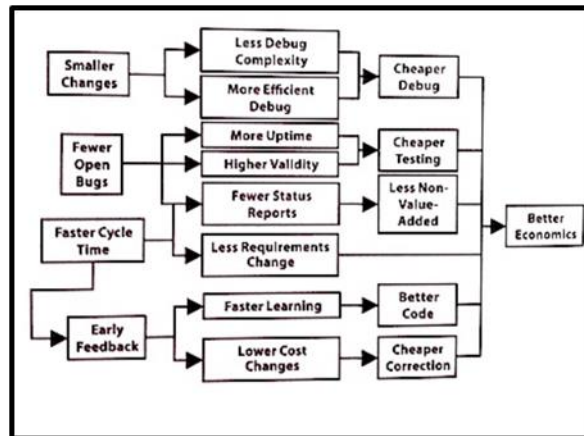 Smaller
Changes
Less Debug
Complexity
More Efficient
Debug
Cheaper
Debug
Fewer
Open
Bugs
More Uptime
Higher Validity
Cheaper
Testing
Fewer Status
Reports
Less Non-
Value-
Added
Faster Cycle
Time
Less Requirements
Change
Better
Economics
Early
Feedback
Faster Learning
Better
Code
Lower Cost
Changes
Cheaper
Correction